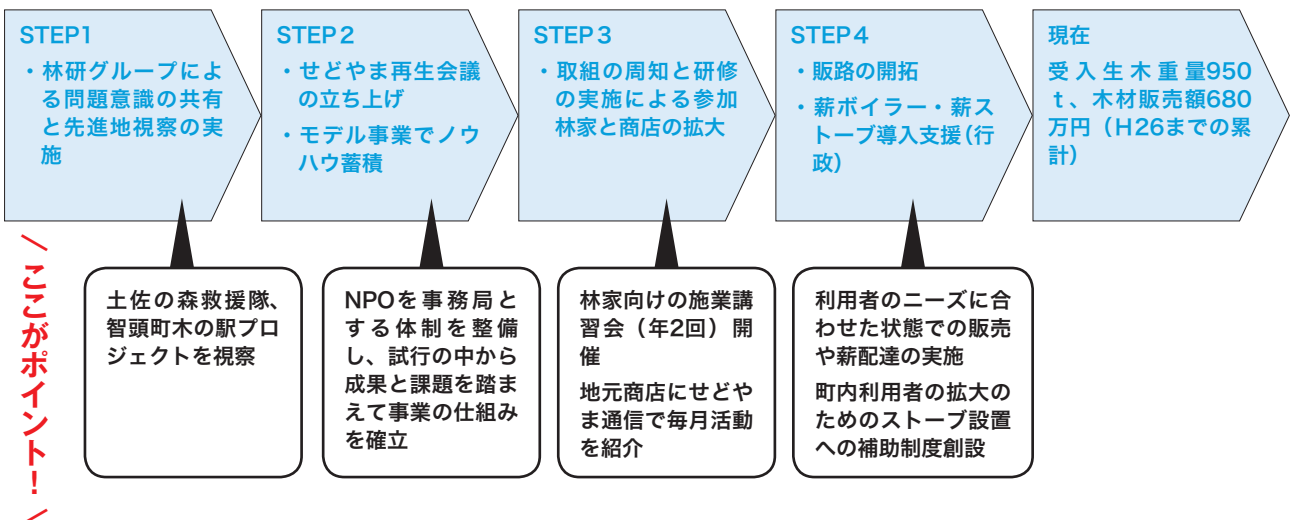 STEP1
・林研グループによ
る問題意識の共有
と先進地視察の実
施
STEP2
・せどやま再生会議
の立ち上げ
・モデル事業でノウ
ハウ蓄積
STEP3
・取組の周知と研修
の実施による参加
林家と商店の拡大
STEP4
・販路の開拓
・薪ボイラー・薪ス
トーブ導入支援(行
政)
現在
受入生木重量950
t、木材販売額680
万円(H26までの累
計)
\ここがポイント!/
土佐の森救援隊、
智頭町木の駅プロ
ジェクトを視察
NPOを事務局と
する体制を整備
し、試行の中から
成果と課題を踏ま
えて事業の仕組み
を確立
林家向けの施業講
習会(年2回)開
催
地元商店にせどや
ま通信で毎月活動
を紹介
利用者のニーズに合
わせた状態での販売
や薪配達の実施
町内利用者の拡大の
ためのストーブ設置
への補助制度創設